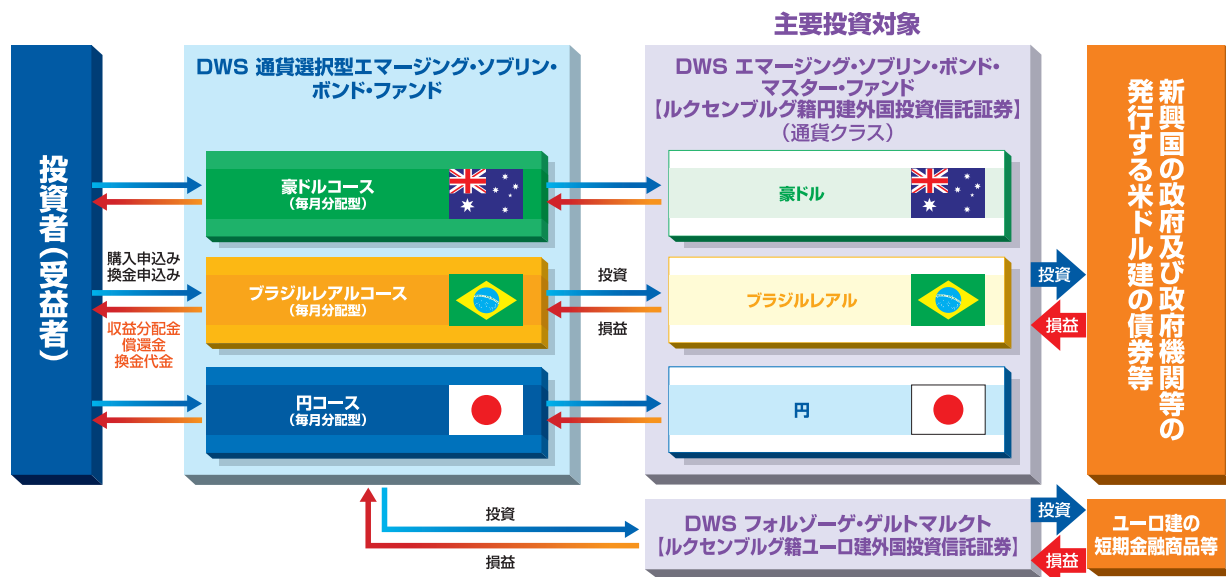 主要投資対象
投資者(受益者)
DWS 通貨選択型エマージング・ソブリン・
ボンド・ファンド
豪ドルコース
(毎月分配型)
購入申込み
換金申込み
収益分配金
償還金
換金代金
ブラジルレアルコース
(毎月分配型)
円コース
(毎月分配型)
投資
損益
DWS エマージング・ソブリン・ボンド・
マスター・ファンド
【ルクセンブルグ籍円建外国投資信託証券】
(通貨クラス)
豪ドル
ブラジルレアル
円
投資
損益
新興国の政府及び政府機関等の
発行する米ドル建の債券等
投資
損益
DWS フォルゾーゲ・ゲルトマルクト
【ルクセンブルグ籍ユーロ建外国投資信託証券】
投資
損益
ユーロ建の
短期金融商品等